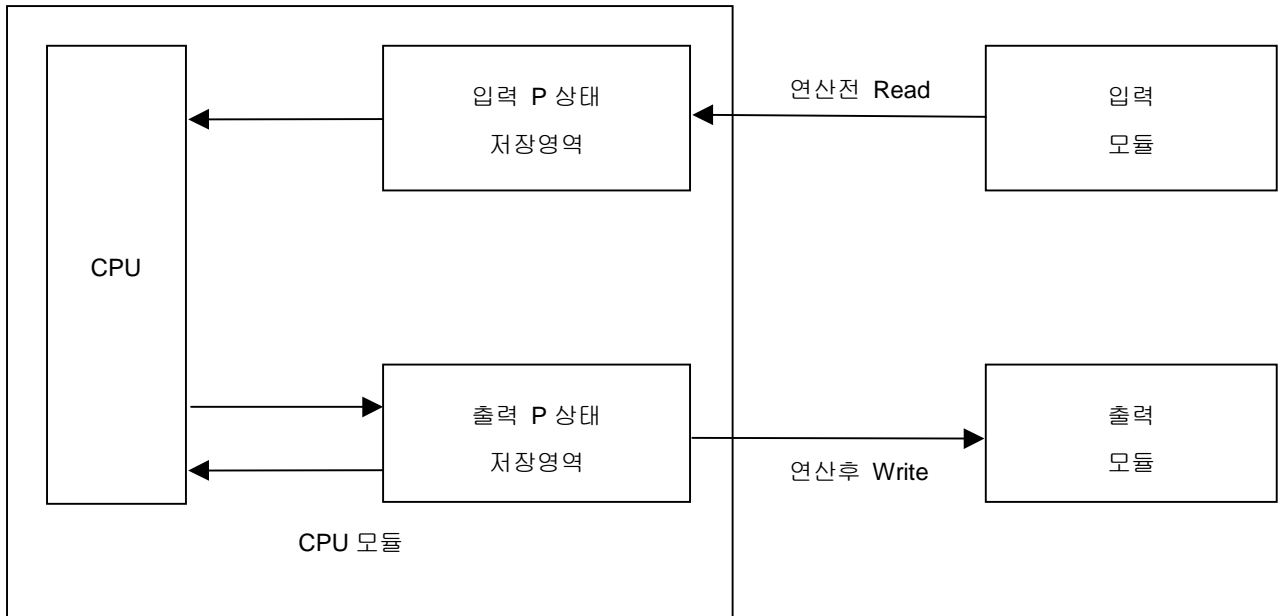 입력 P 상태
저장영역
연산전 Read
입력
모듈
CPU
출력 P 상태
저장영역
연산후 Write
출력
모듈
CPU 모듈